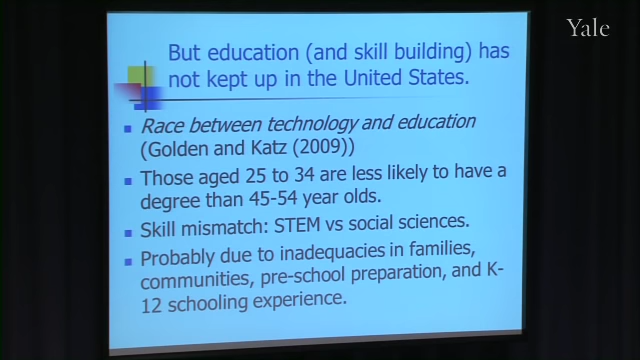 Yale
But education (and skill building) has
not kept up in the United States.
Race between technology and education
(Golden and Katz (2009))
Those aged 25 to 34 are less likely to have a
degree than 45-54 year olds.
Skill mismatch: STEM vs social sciences.
Probably due to inadequacies in families,
communities, pre-school preparation, and K-
12 schooling experience.